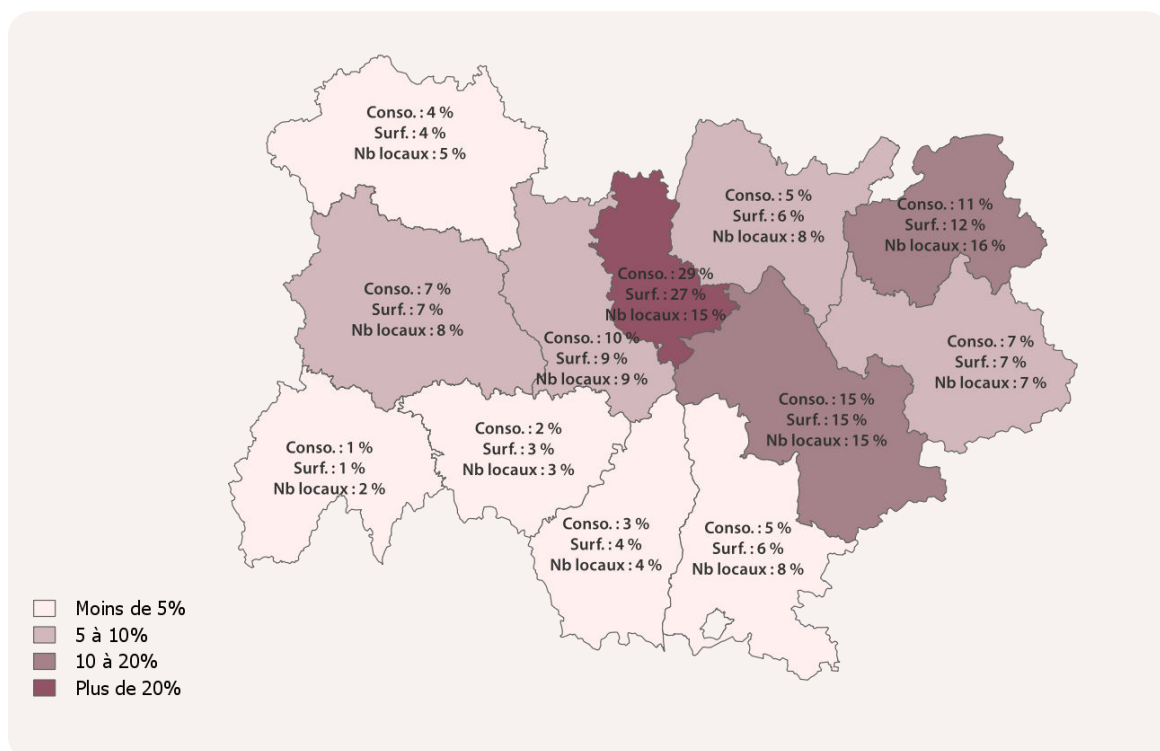 Conso. : 4 %
Surf. : 4 %
Nb locaux : 5 %
Conso. : 5 %
Surf. : 6 %
Nb locaux : 8 %
Conso. : 11 %
Surf. : 12 %
Nb locaux : 16 %
Conso. : 29 %
Surf. : 27 %
Nb locaux : 15 %
Conso. : 7 %
Surf. : 7 %
Nb locaux : 8 %
Conso. : 10 %
Surf. : 9 %
Nb locaux : 9 %
Conso. : 7 %
Surf. : 7 %
Nb locaux : 7 %
Conso. : 15 %
Surf. : 15 %
Nb locaux : 15 %
Conso. : 2 %
Surf. : 3 %
Nb locaux : 3 %
Conso. : 1 %
Surf. : 1 %
Nb locaux : 2 %
Conso. : 3 %
Surf. : 4 %
Nb locaux : 4 %
Conso. : 5 %
Surf. : 6 %
Nb locaux : 8 %
Moins de 5%
5 à 10%
10 à 20%
Plus de 20%